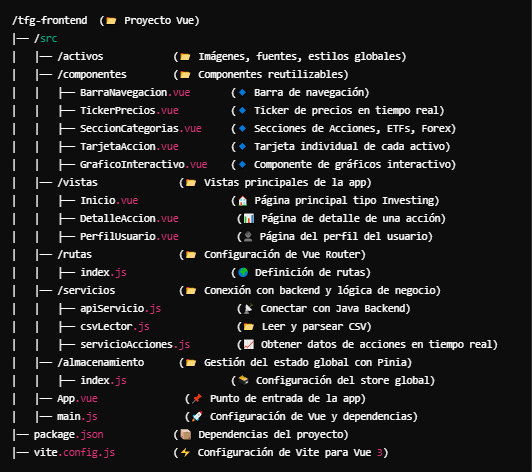 /tfg-frontend (📂 Proyecto Vue)
|── /src
|   |── /activos (📂 Imágenes, fuentes, estilos globales)
|   |── /componentes (📂 Componentes reutilizables)
|   |   ├── BarraNavegacion.vue (🔹 Barra de navegación)
|   |   ├── TickerPrecios.vue (🔹 Ticker de precios en tiempo real)
|   |   ├── SeccionCategorias.vue (🔹 Secciones de Acciones, ETFs, Forex)
|   |   ├── TarjetaAccion.vue (🔹 Tarjeta individual de cada activo)
|   |   ├── GraficoInteractivo.vue (🔹 Componente de gráficos interactivo)
|   |── /vistas (📂 Vistas principales de la app)
|   |   ├── Inicio.vue (🏠 Página principal tipo Investing)
|   |   ├── DetalleAccion.vue (📊 Página de detalle de una acción)
|   |   ├── PerfilUsuario.vue (👤 Página del perfil del usuario)
|   |── /rutas (📂 Configuración de Vue Router)
|   |   ├── index.js (🌍 Definición de rutas)
|   |── /servicios (📂 Conexión con backend y lógica de negocio)
|   |   ├── apiServicio.js (📡 Conectar con Java Backend)
|   |   ├── csvLector.js (📂 Leer y parsear CSV)
|   |   ├── servicioAcciones.js (📈 Obtener datos de acciones en tiempo real)
|   |── /almacenamiento (📂 Gestión del estado global con Pinia)
|   |   ├── index.js (📦 Configuración del store global)
|   |── App.vue (📌 Punto de entrada de la app)
|   |── main.js (🚀 Configuración de Vue y dependencias)
|── package.json (📦 Dependencias del proyecto)
|── vite.config.js (⚡ Configuración de Vite para Vue 3)